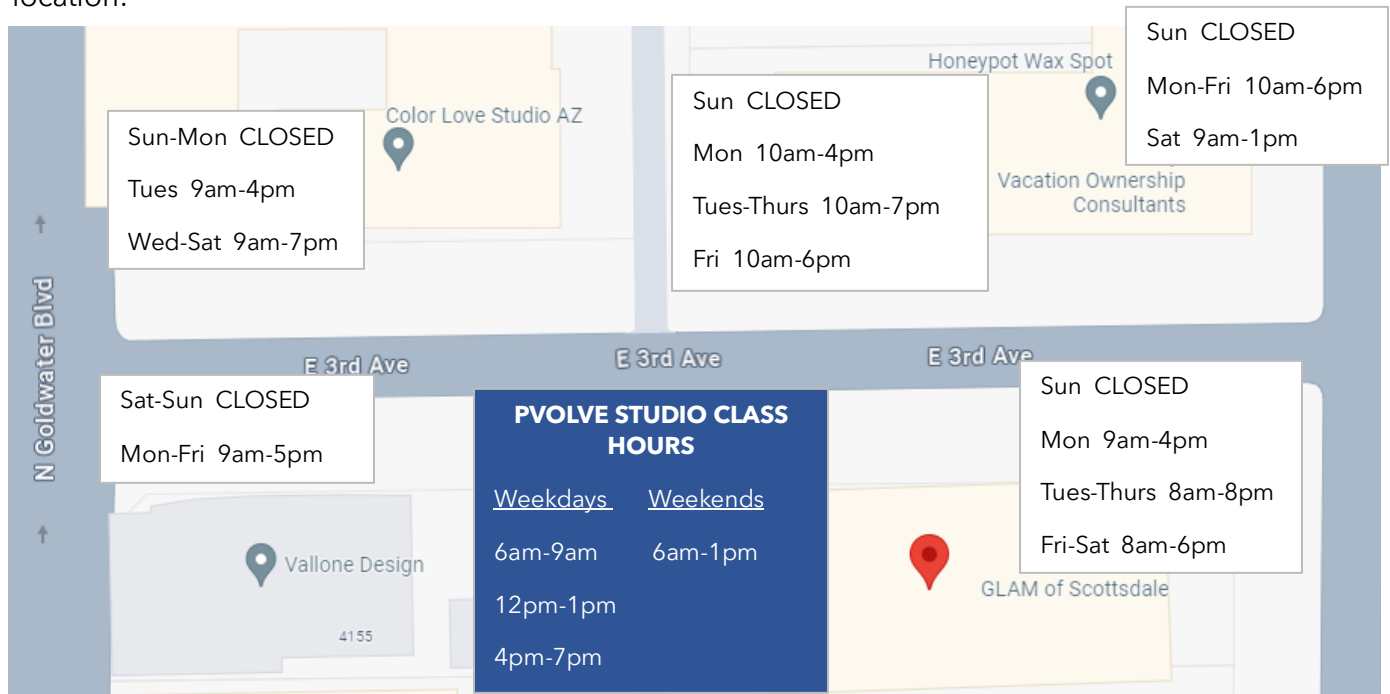 location:
Sun CLOSED
Mon-Fri 10am-6pm
Sat 9am-1pm
Honeypot Wax Spot
Sun CLOSED
Mon 10am-4pm
Tues-Thurs 10am-7pm
Fri 10am-6pm
Color Love Studio AZ
Sun-Mon CLOSED
Tues 9am-4pm
Wed-Sat 9am-7pm
Vacation Ownership
Consultants
N Goldwater Blvd
E 3rd Ave
E 3rd Ave
E 3rd Ave
Sat-Sun CLOSED
Mon-Fri 9am-5pm
PVOLVE STUDIO CLASS
HOURS
Weekdays Weekends
6am-9am 6am-1pm
12pm-1pm
4pm-7pm
Sun CLOSED
Mon 9am-4pm
Tues-Thurs 8am-8pm
Fri-Sat 8am-6pm
Vallone Design
4155
GLAM of Scottsdale